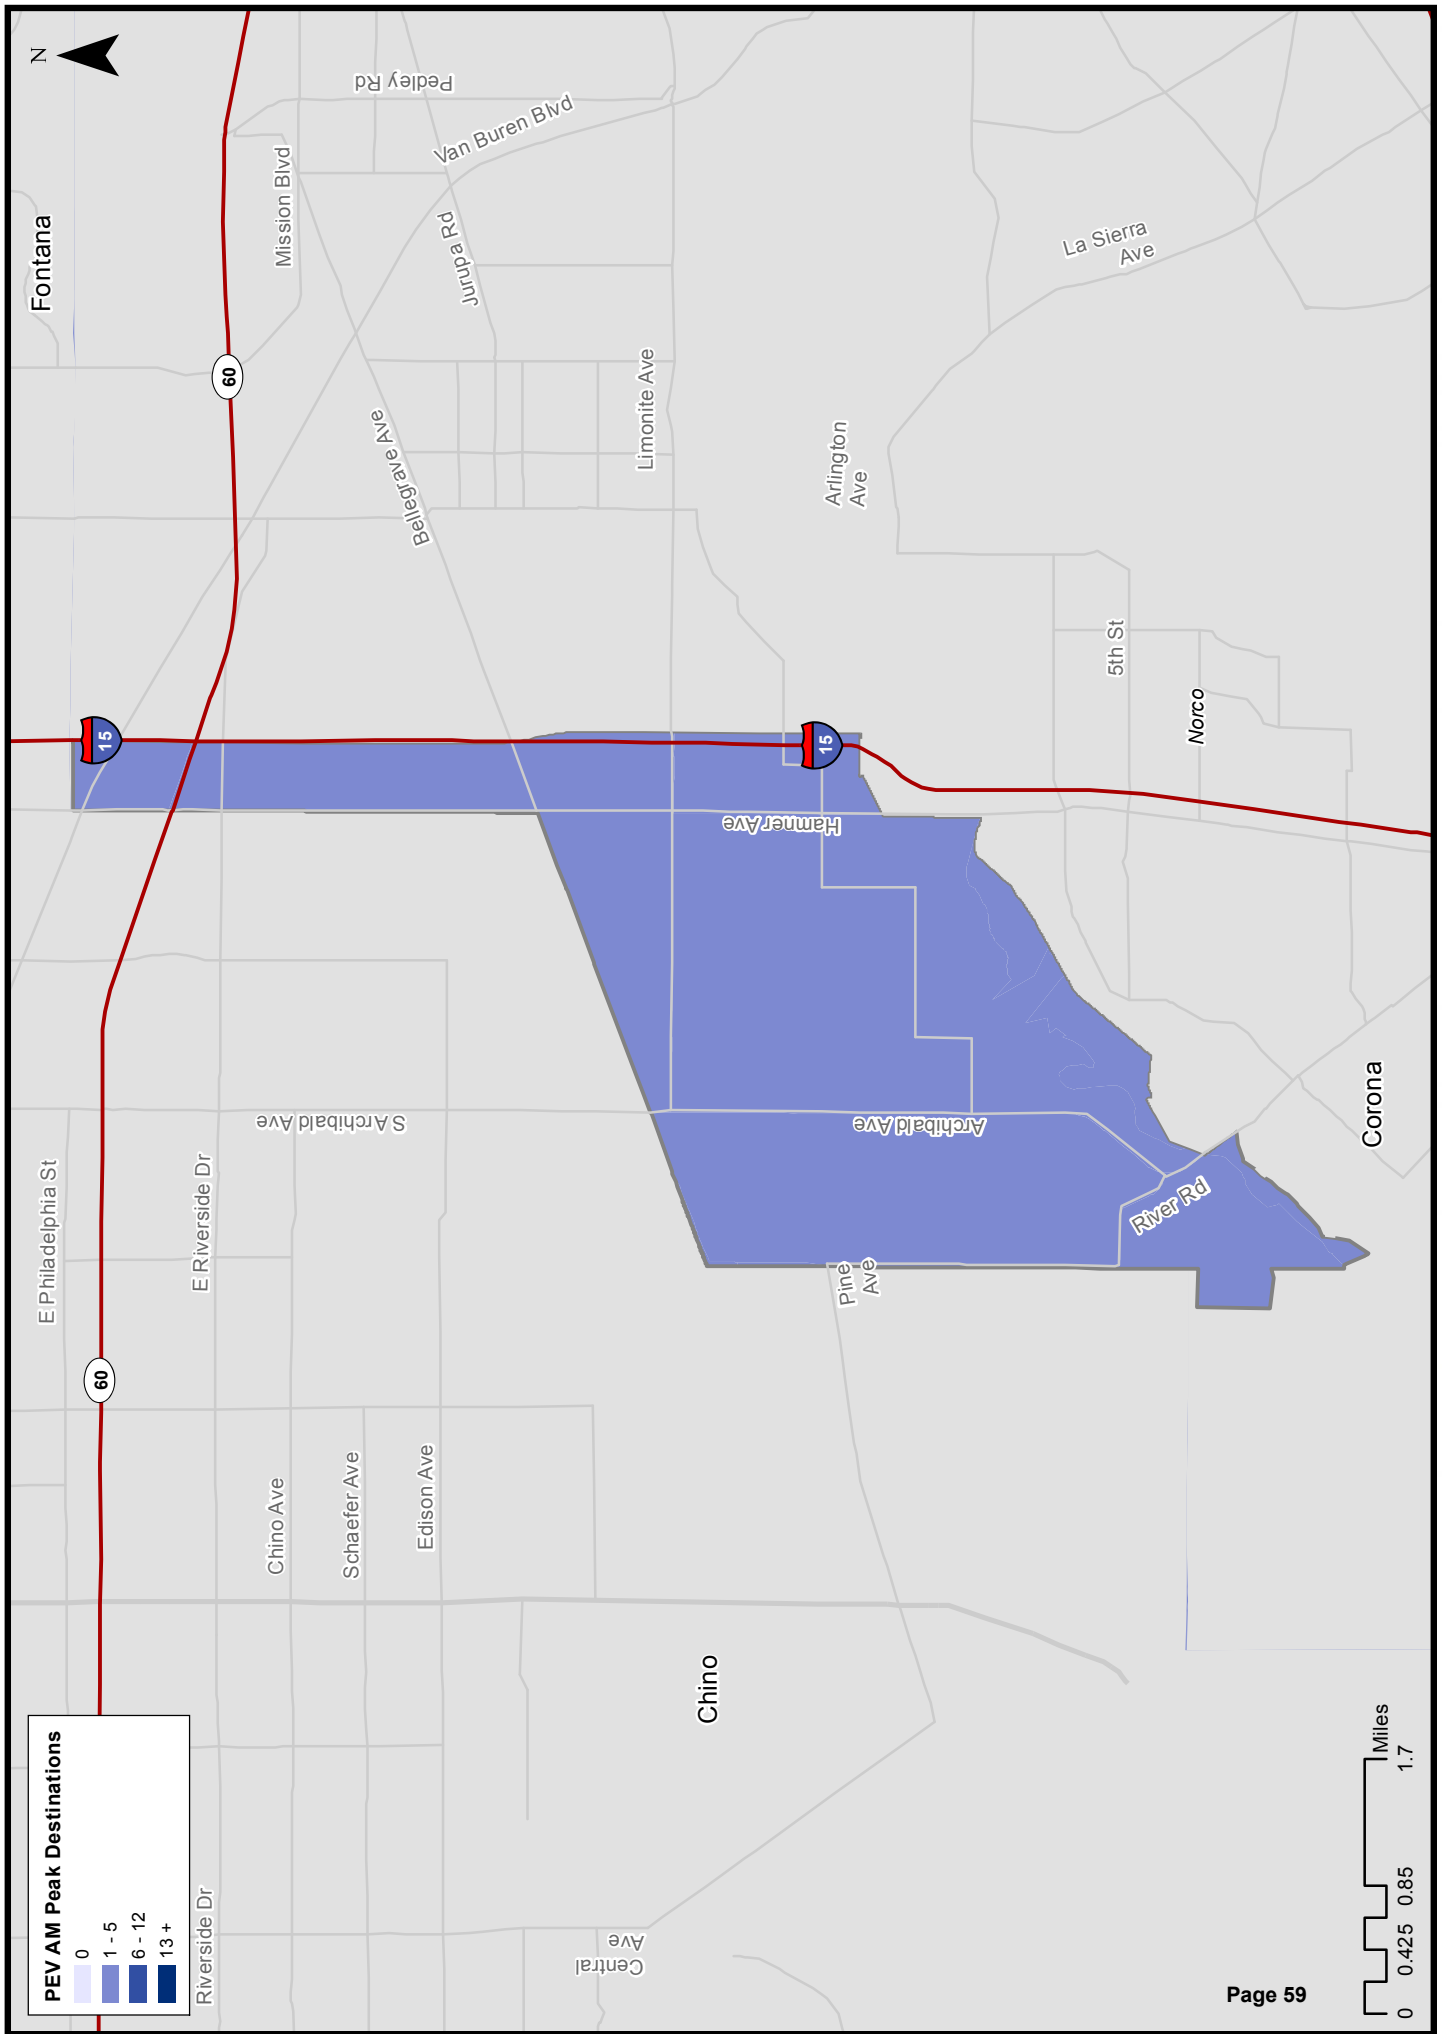 PEV AM Peak Destinations
0
1 - 5
6 - 12
13 +
N
Fontana
60
60
15
15
Mission Blvd
Pedley Rd
Van Buren Blvd
Jurupa Rd
Bellegrave Ave
Limonite Ave
Arlington
Ave
La Sierra
Ave
5th St
Norco
Hamner Ave
E Philadelphia St
E Riverside Dr
S Archibald Ave
Archibald Ave
River Rd
Corona
Pine
Ave
Chino Ave
Schaefer Ave
Edison Ave
Chino
Riverside Dr
Central
Ave
Page 59
Miles
0 0.425 0.85 1.7